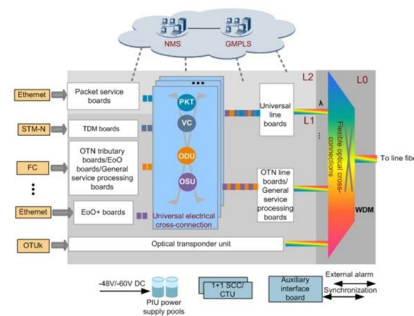 NMS
GMPLS
L2
L0
Ethernet
Packet service
boards
PKT
Universal
line
boards
λ
L1
STM-N
TDM boards
VC
FC
OTN tributary
boards/EoO
boards/General
service processing
boards
ODU
Flexible optical cross-
connections
To line fibe
OTN line
boards/
General
service
processing
boards
OSU
Ethernet
EoO+ boards
Universal electrical
cross-connection
WDM
OTUk
Optical transponder unit
-48V/-60V DC
PIU power
supply pools
1+1 SCC/
CTU
Auxiliary
interface
board
External alarm
Synchronization